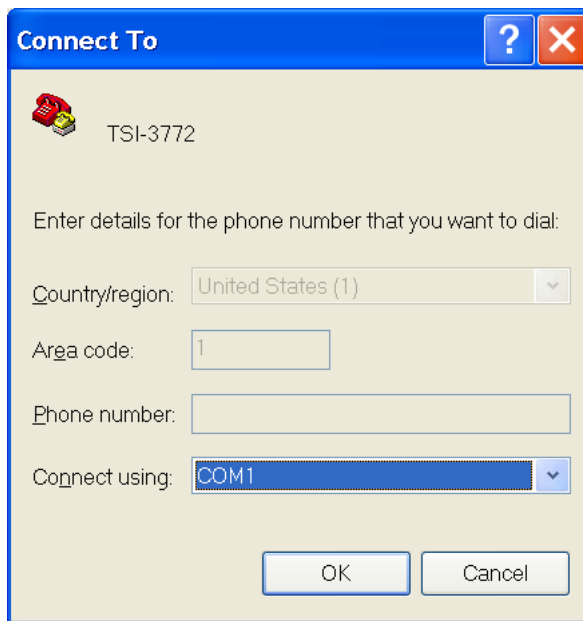 Connect To
TSI-3772
Enter details for the phone number that you want to dial:
Country/region: United States (1)
Area code: 1
Phone number:
Connect using: COM1
OK Cancel